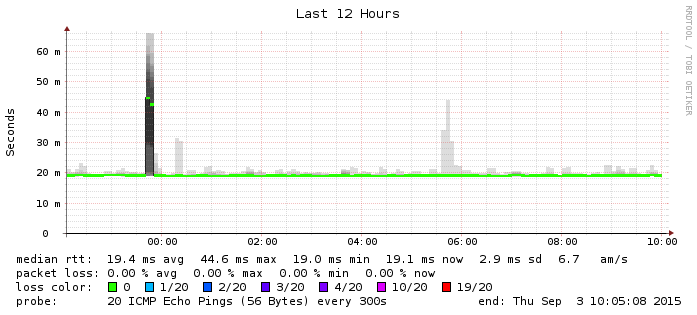 Last 12 Hours
RRDTOOL / TOBI OETIKER
Seconds
60 m
50 m
40 m
30 m
20 m
10 m
0
00:00 02:00 04:00 06:00 08:00 10:00
median rtt: 19.4 ms avg 44.6 ms max 19.0 ms min 19.1 ms now 2.9 ms sd 6.7 am/s
packet loss: 0.00 % avg 0.00 % max 0.00 % min 0.00 % now
loss color: 0 1/20 2/20 3/20 4/20 10/20 19/20
probe: 20 ICMP Echo Pings (56 Bytes) every 300s end: Thu Sep 3 10:05:08 2015